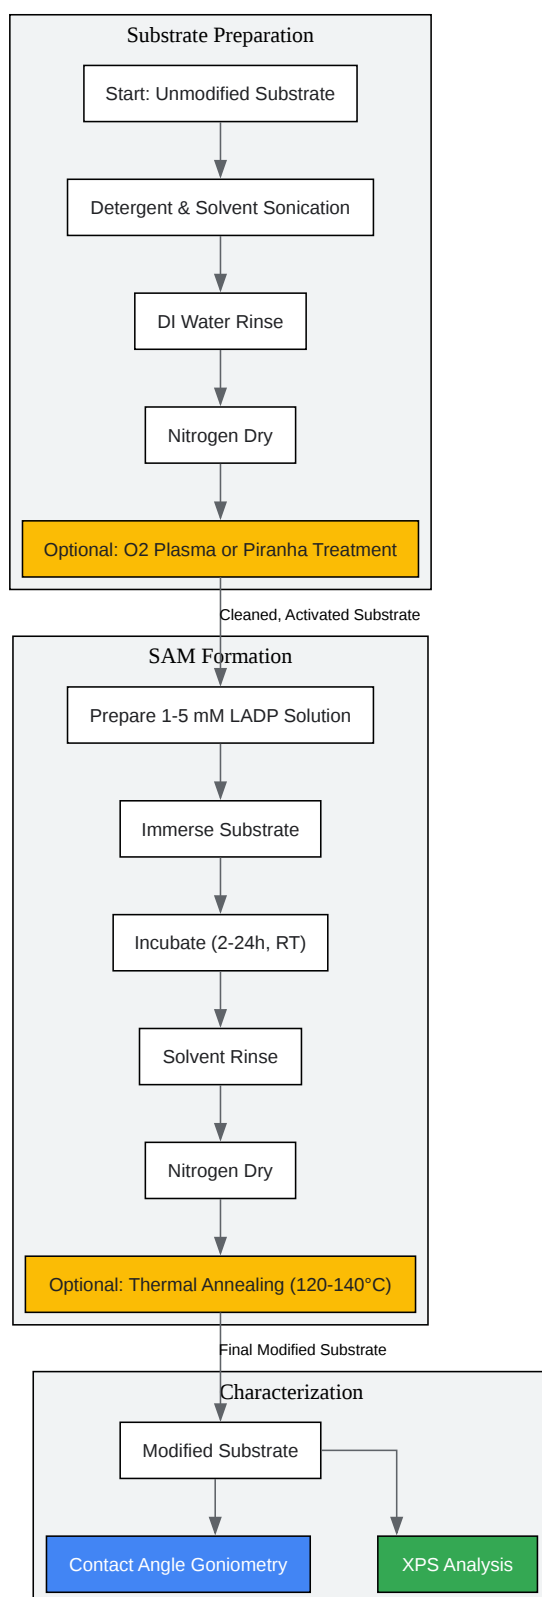 Substrate Preparation
Start: Unmodified Substrate
Detergent & Solvent Sonication
DI Water Rinse
Nitrogen Dry
Optional: O2 Plasma or Piranha Treatment
Cleaned, Activated Substrate
SAM Formation
Prepare 1-5 mM LADP Solution
Immerse Substrate
Incubate (2-24h, RT)
Solvent Rinse
Nitrogen Dry
Optional: Thermal Annealing (120-140°C)
Final Modified Substrate
Characterization
Modified Substrate
Contact Angle Goniometry
XPS Analysis